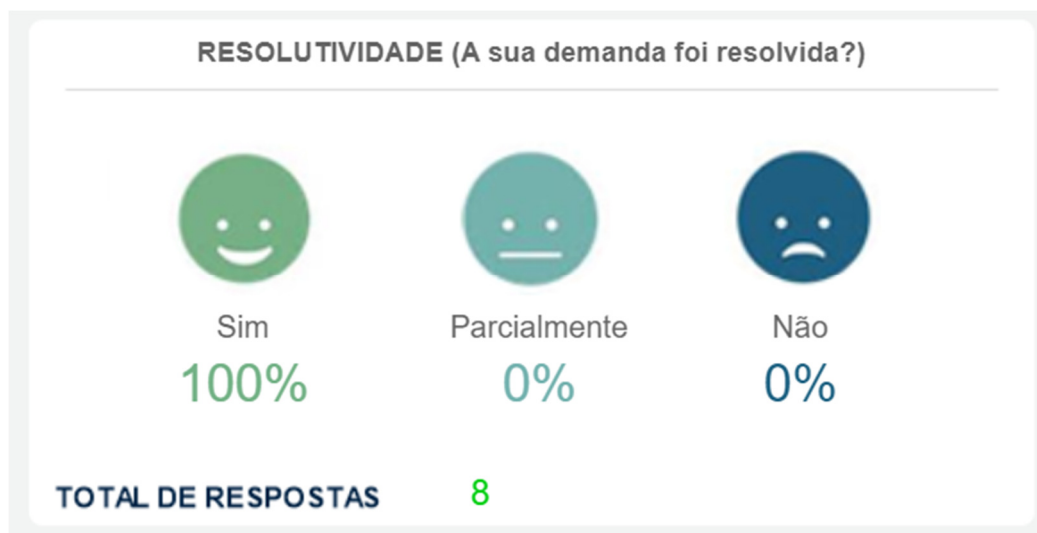 RESOLUTIVIDADE (A sua demanda foi resolvida?)
Sim Parcialmente Não
100% 0% 0%
TOTAL DE RESPOSTAS 8